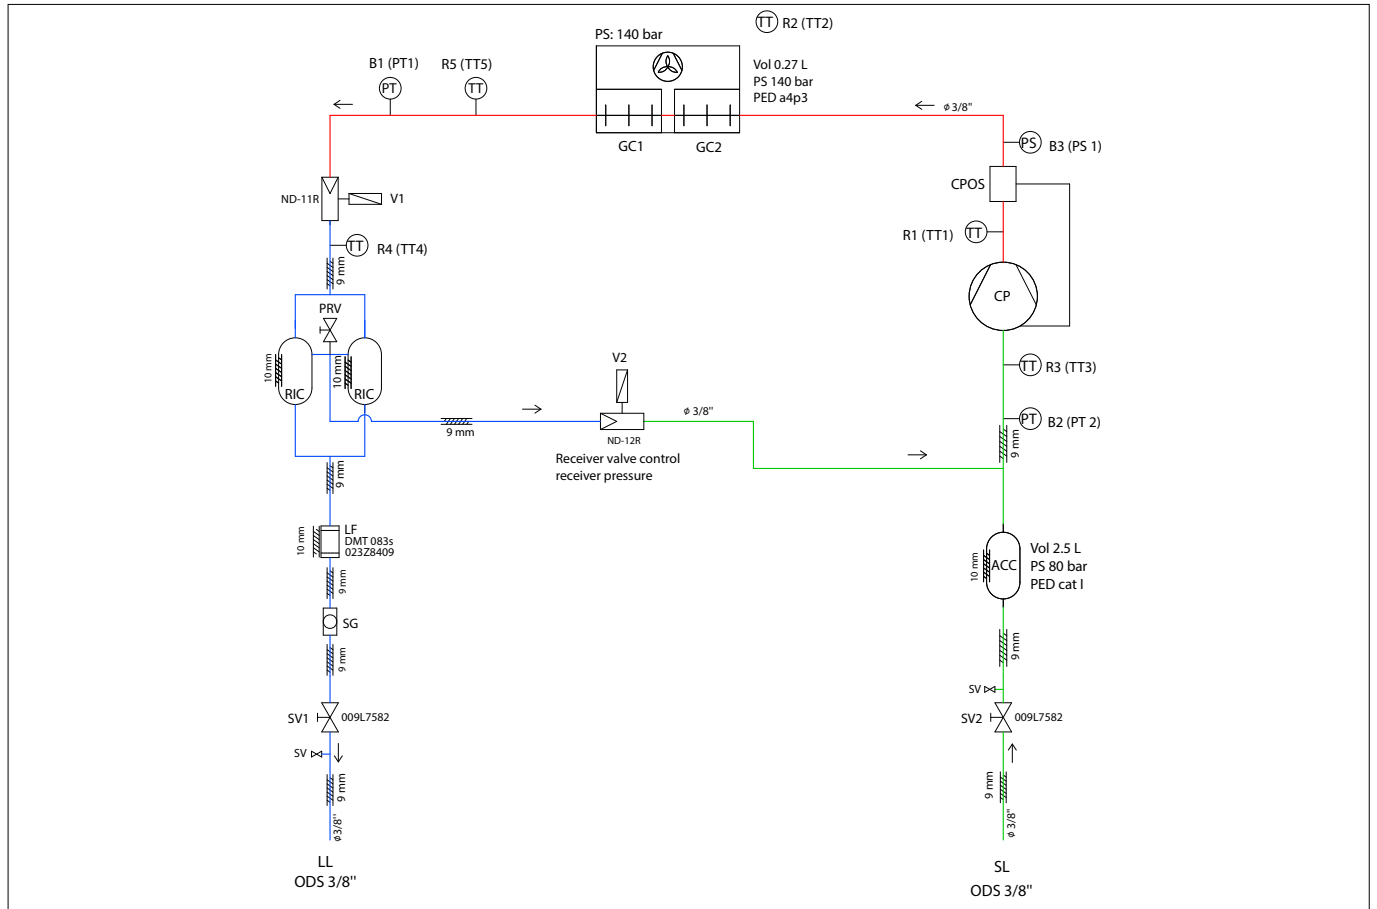 TT R2 (TT2)
PS: 140 bar
Vol 0.27 L
PS 140 bar
PED a4p3
B1 (PT1)
R5 (TT5)
PT
TT
ϕ 3/8"
GC1
GC2
PS B3 (PS 1)
CPOS
ND-11R
V1
R1 (TT1) TT
TT R4 (TT4)
9 mm
CP
PRV
10 mm
RIC
10 mm
RIC
V2
TT R3 (TT3)
ϕ 3/8"
PT B2 (PT 2)
9 mm
ND-12R
9 mm
Receiver valve control
receiver pressure
9 mm
LF
DMT 083s
023Z8409
10 mm
9 mm
Vol 2.5 L
PS 80 bar
PED cat I
10 mm
ACC
SG
9 mm
9 mm
SV
SV1
009L7582
SV2
009L7582
SV
9 mm
9 mm
ϕ3/8"
ϕ 3/8"
LL
ODS 3/8"
SL
ODS 3/8"